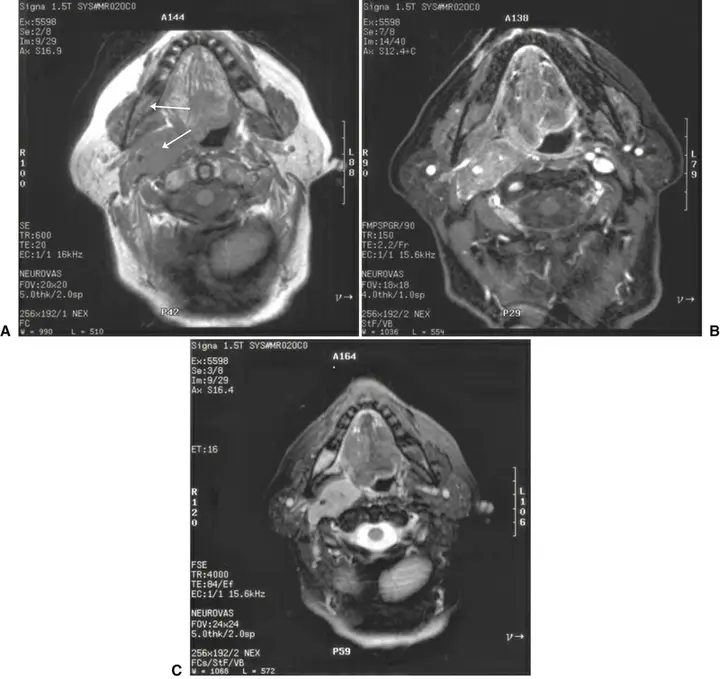 Signa 1.5T SYS#MR02OC0
A144
Ex:5598
Se:2/8
Im:9/29
Ax S16.9
R
1
0
0
L
8
8
SE
TR:600
TE:20
EC:1/1 16kHz
NEUROVAS
FOV:20x20
5.0thk/2.0sp
256x192/1 NEX
FC
W = 990 L = 510
P42
A
Signa 1.5T SYS#MR02OC0
A138
Ex:5598
Se:7/8
Im:14/40
Ax S12.4+C
R
9
0
L
7
9
FMPSPGR/90
TR:150
TE:2.2/Fr
EC:1/1 15.6kHz
NEUROVAS
FOV:18x18
4.0thk/1.0sp
256x192/2 NEX
StF/VB
W = 1036 L = 554
P29
B
Signa 1.5T SYS#MR02OC0
A164
Ex:5598
Se:3/8
Im:9/29
Ax S16.4
ET:16
R
1
2
0
L
1
0
6
FSE
TR:4000
TE:84/Ef
EC:1/1 15.6kHz
NEUROVAS
FOV:24x24
5.0thk/2.0sp
256x192/2 NEX
FCs/StF/VB
W = 1068 L = 572
P59
C